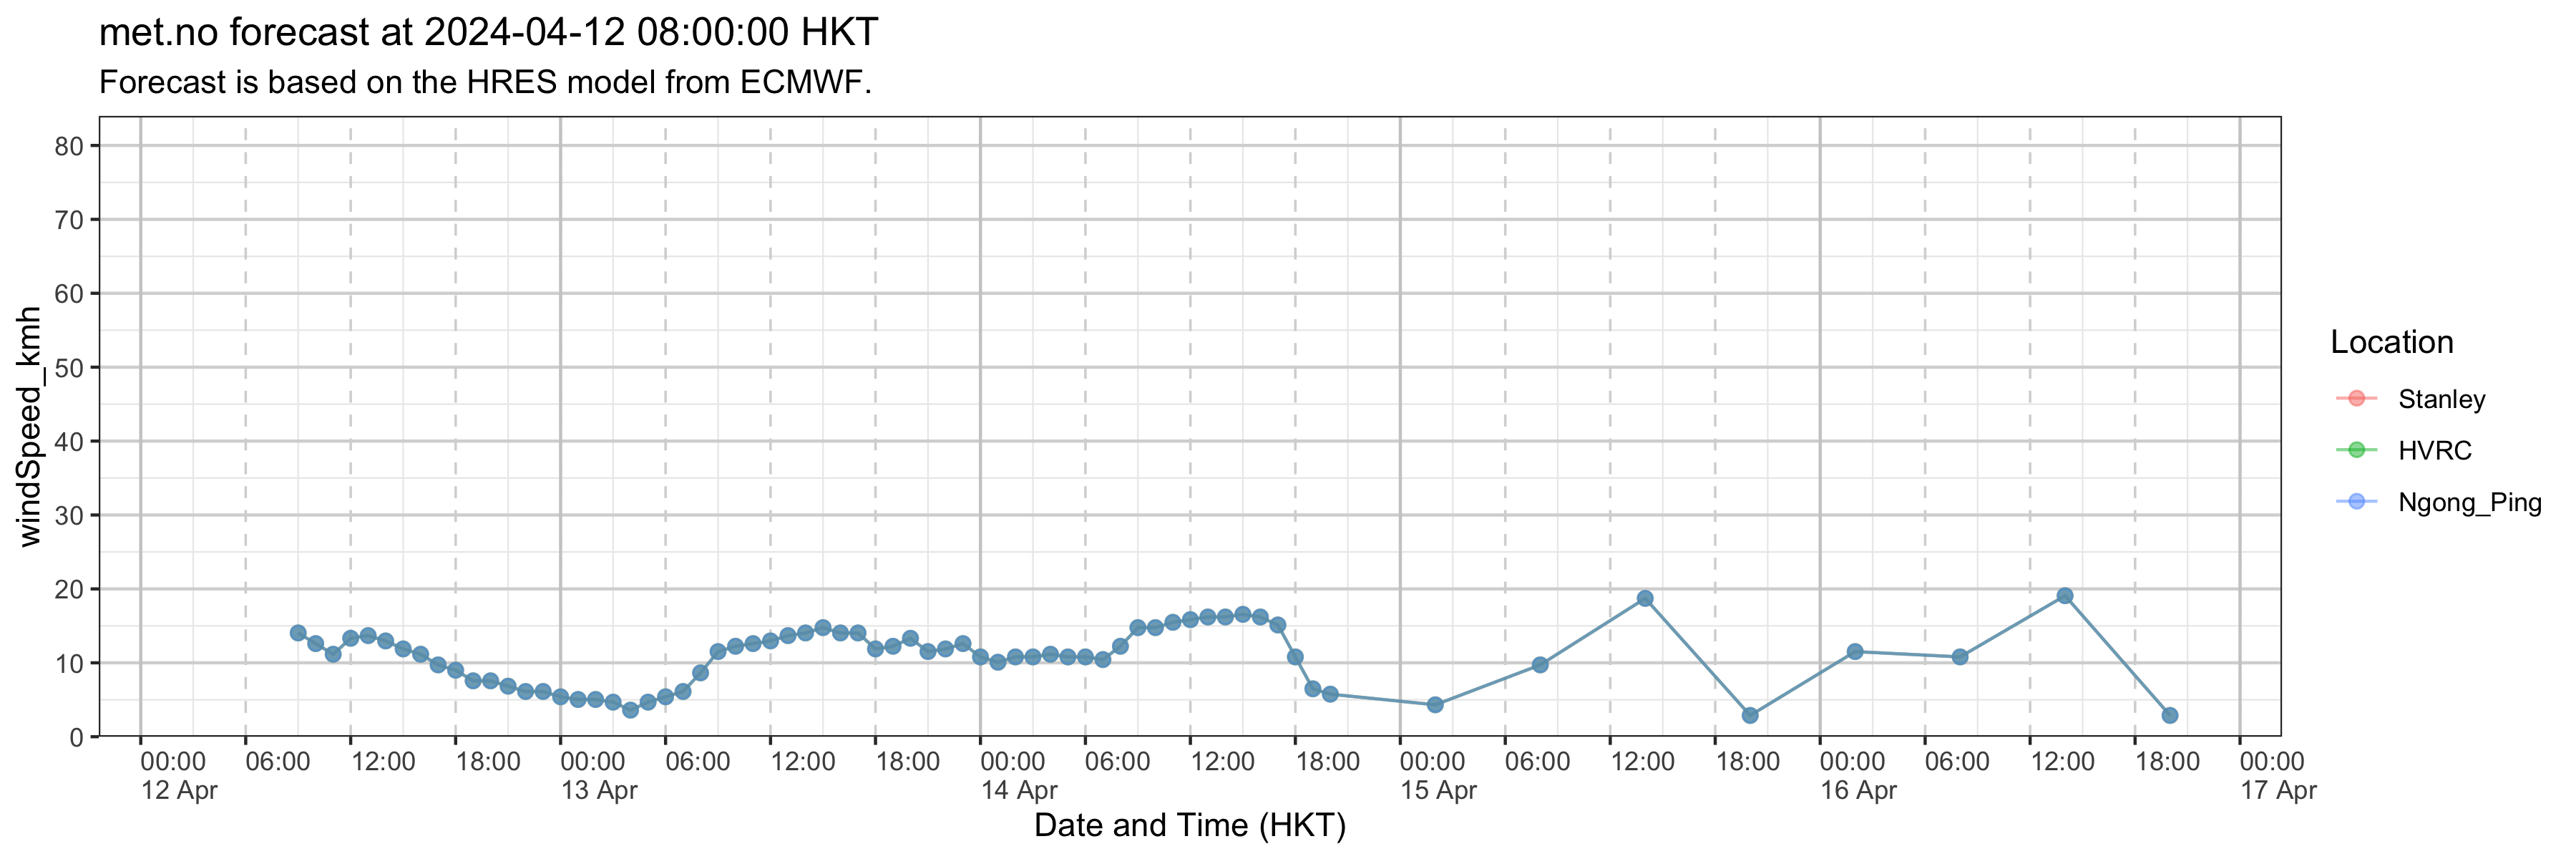 met.no forecast at 2024-04-12 08:00:00 HKT
Forecast is based on the HRES model from ECMWF.
windSpeed_kmh
80
70
60
50
40
30
20
10
0
00:00 06:00 12:00 18:00 00:00 06:00 12:00 18:00 00:00 06:00 12:00 18:00 00:00 06:00 12:00 18:00 00:00 06:00 12:00 18:00 00:00
12 Apr 13 Apr 14 Apr 15 Apr 16 Apr 17 Apr
Date and Time (HKT)
Location
Stanley
HVRC
Ngong_Ping